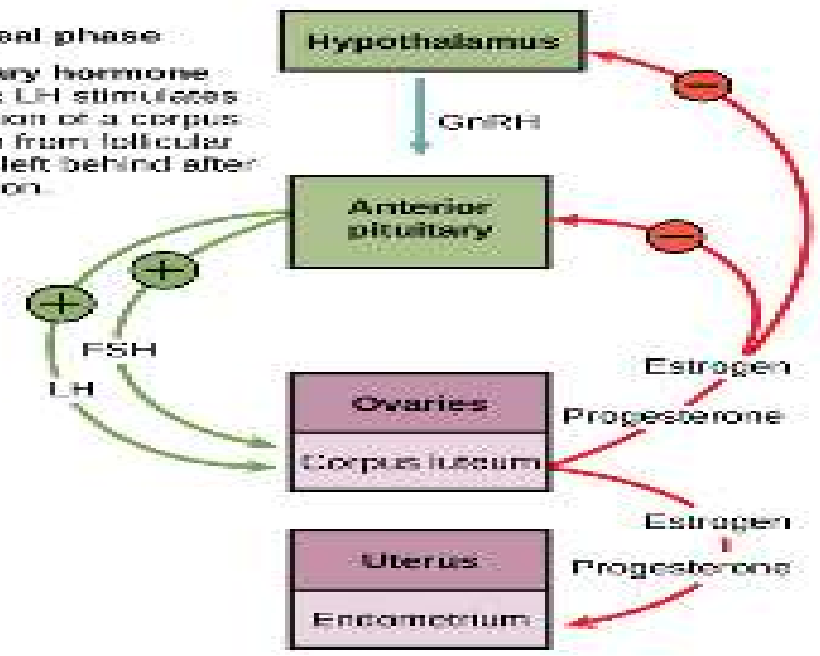 eal phase
ary hormone
: LH stimulates
ion of a corpus
from follicular
left behind after
on.
Hypothalamus
GnRH
Anterior
pituitary
+
+
FSH
LH
−
−
Estrogen
Progesterone
Ovaries
Corpus luteum
Estrogen
Progesterone
Uterus
Endometrium